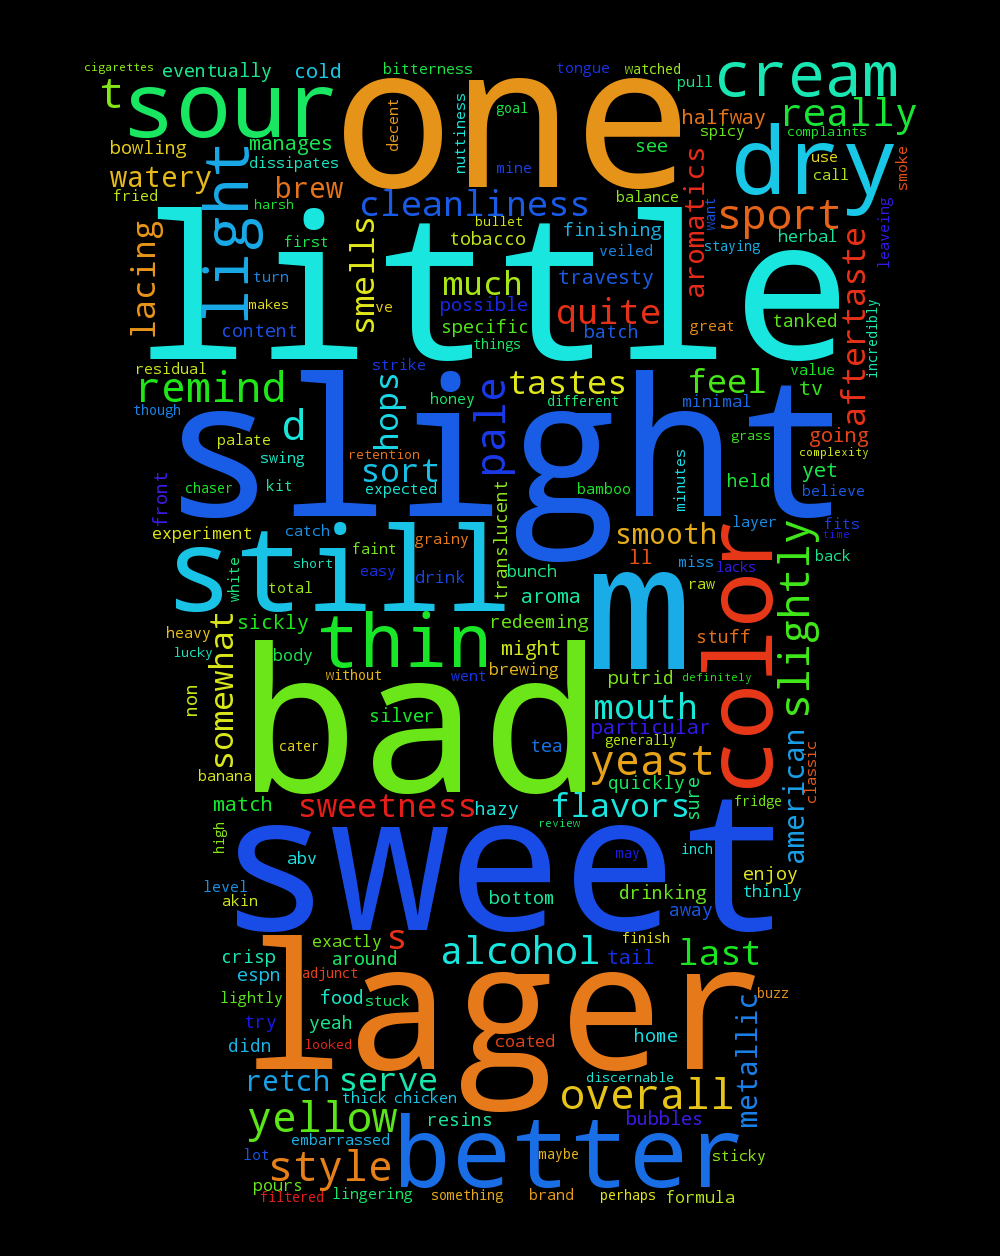 cigarettes eventually cold bitterness tongue watched
t sour one pull cream
decent nuttiness goal halfway really
bowling manages dissipates see spicy complaints
watery brew mine use call dry smoke
fried harsh cleanliness balance want sport
light bullet aromatics leaveing
lacing first smells tobacco finishing veiled staying herbal
turn little much travesty aftertaste
makes ve possible
content specific quite batch great tanked incredibly
things
residual strike value
remind tastes feel tv
though honey different minimal
d hops pale
palate grass going
swing retention complexity
sort slight minutes yet
front chaser kit expected bamboo held believe
translucent
experiment catch grainy smooth layer fits time
faint ll back
white short easy drink bunch miss lacks
total still aroma m raw color slightly
sickly thin redeeming
heavy might stuff
somewhat lucky body brewing
without went putrid definitely
non bad mouth
silver particular
cater tea generally american classic
banana yeast
quickly sure
match sweetness hazy flavors fridge
high sweet review
abv may inch
level enjoy
akin bottom drinking thinly
away
exactly s finish
crisp around alcohol tail last
espn adjunct
lightly food stuck lager buzz
try yeah metallic
didn looked coated home
retch serve discernable
thick chicken overall
yellow resins bubbles
embarrassed better
lot style maybe sticky
pours
filtered lingering something brand perhaps formula